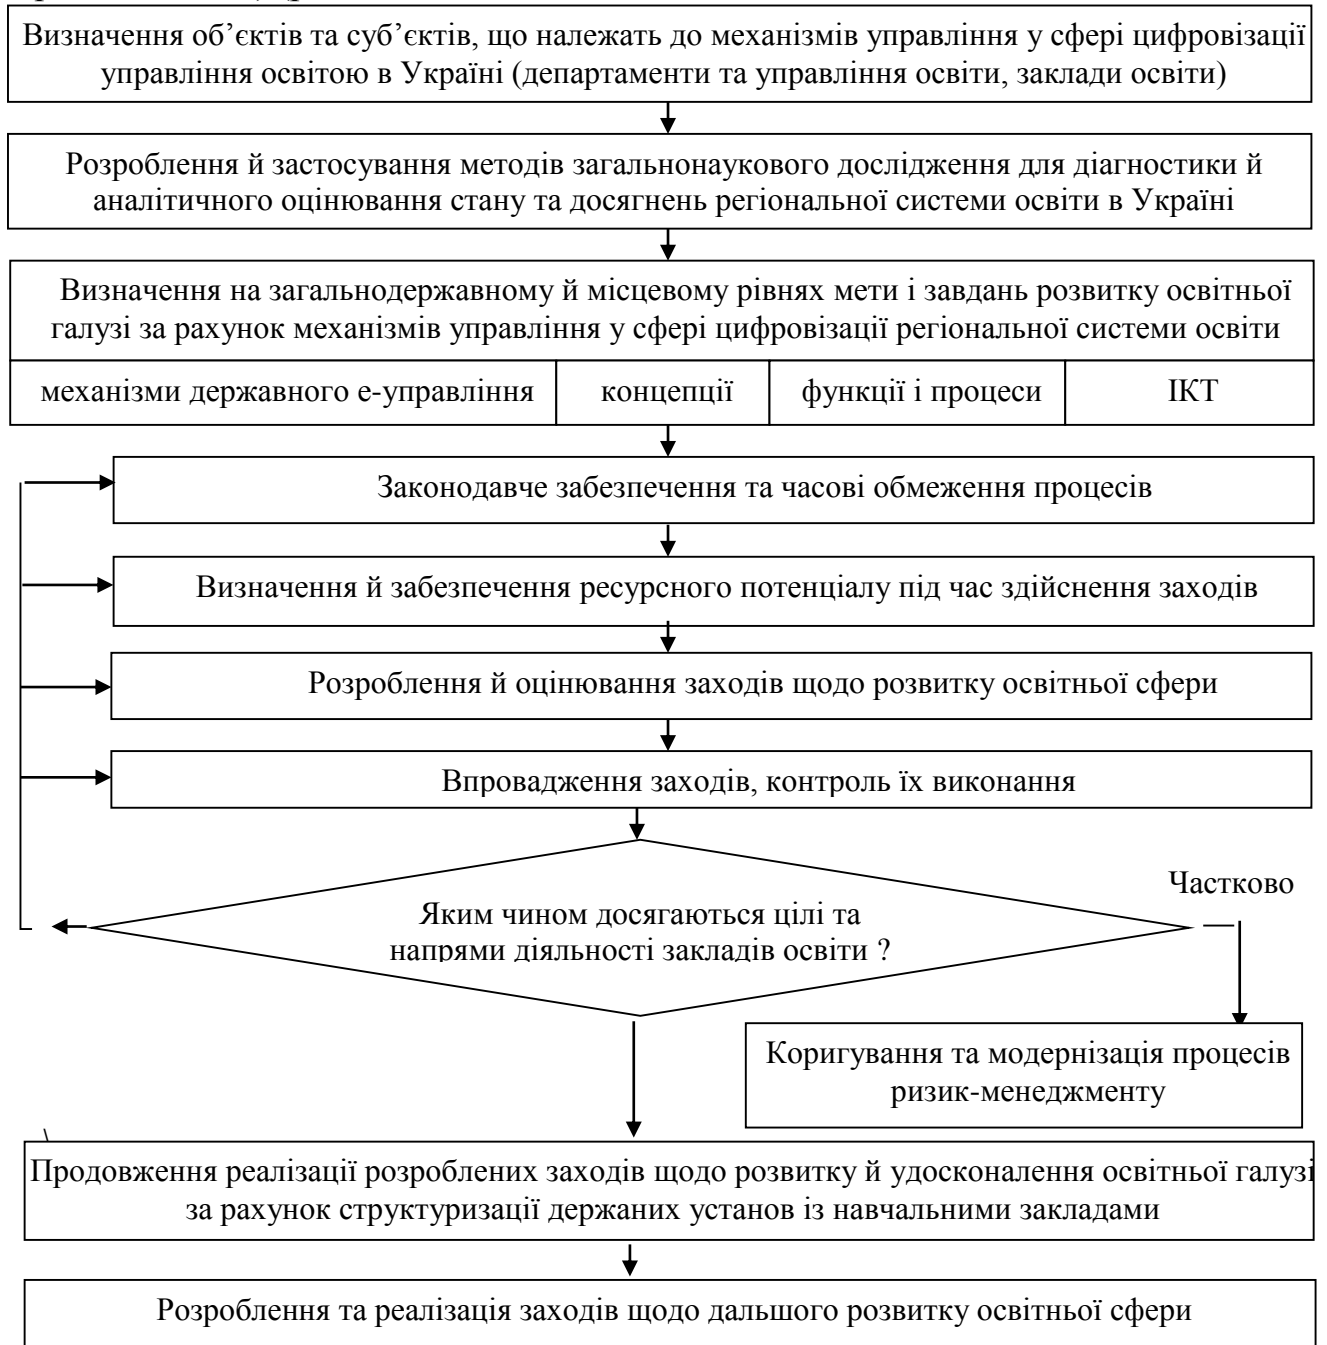 Визначення об’єктів та суб’єктів, що належать до механізмів управління у сфері цифровізації
управління освітою в Україні (департаменти та управління освіти, заклади освіти)
Розроблення й застосування методів загальнонаукового дослідження для діагностики й
аналітичного оцінювання стану та досягнень регіональної системи освіти в Україні
Визначення на загальнодержавному й місцевому рівнях мети і завдань розвитку освітньої
галузі за рахунок механізмів управління у сфері цифровізації регіональної системи освіти
механізми державного е-управління
концепції
функції і процеси
ІКТ
Законодавче забезпечення та часові обмеження процесів
Визначення й забезпечення ресурсного потенціалу під час здійснення заходів
Розроблення й оцінювання заходів щодо розвитку освітньої сфери
Впровадження заходів, контроль їх виконання
Частково
Яким чином досягаються цілі та
напрями діяльності закладів освіти ?
Коригування та модернізація процесів
ризик-менеджменту
Продовження реалізації розроблених заходів щодо розвитку й удосконалення освітньої галузі
за рахунок структуризації держаних установ із навчальними закладами
Розроблення та реалізація заходів щодо дальшого розвитку освітньої сфери